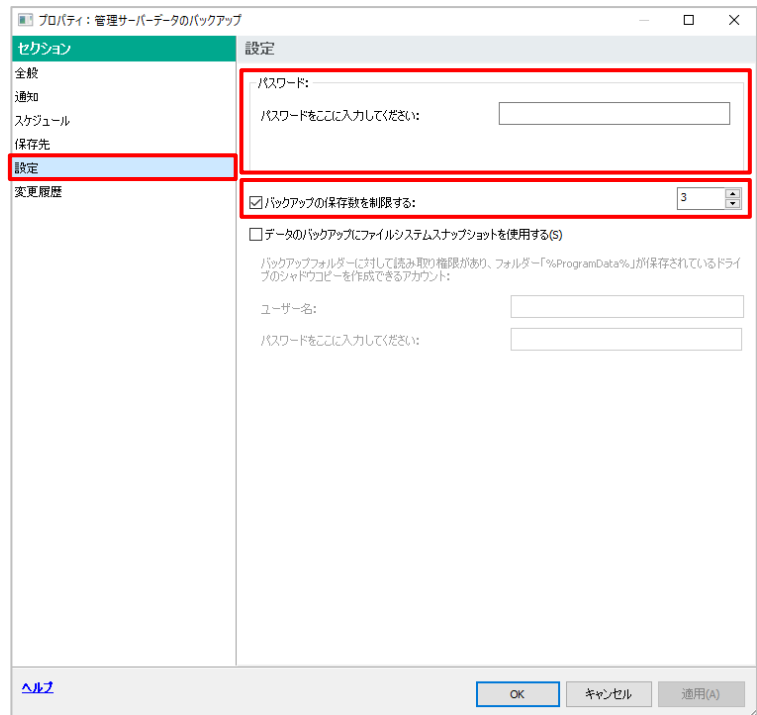 プロパティ：管理サーバーデータのバックアップ
セクション
全般
通知
スケジュール
保存先
設定
変更履歴
設定
パスワード:
パスワードをここに入力してください:
バックアップの保存数を制限する:
3
データのバックアップにファイルシステムスナップショットを使用する(S)
バックアップフォルダーに対して読み取り権限があり、フォルダー「%ProgramData%」が保存されているドライ
ブのシャドウコピーを作成できるアカウント:
ユーザー名:
パスワードをここに入力してください:
ヘルプ
OK
キャンセル
適用(A)